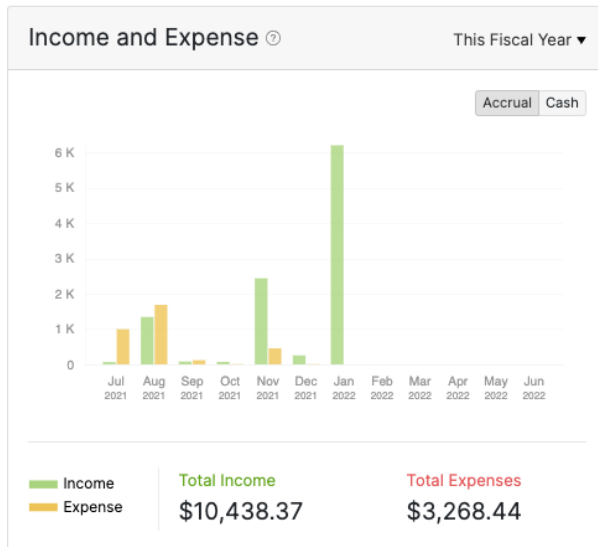 Income and Expense ?
This Fiscal Year ▾
Accrual Cash
6 K
5 K
4 K
3 K
2 K
1 K
0
Jul Aug Sep Oct Nov Dec Jan Feb Mar Apr May Jun
2021 2021 2021 2021 2021 2021 2022 2022 2022 2022 2022 2022
Income
Expense
Total Income
$10,438.37
Total Expenses
$3,268.44